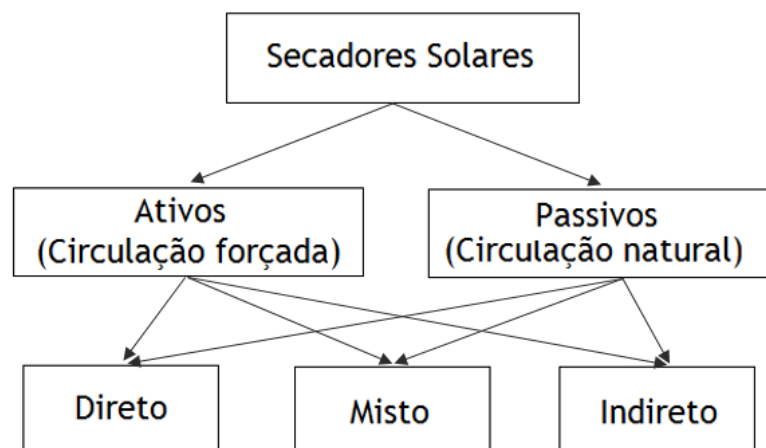 Secadores Solares
Ativos
(Circulação forçada)
Passivos
(Circulação natural)
Direto
Misto
Indireto